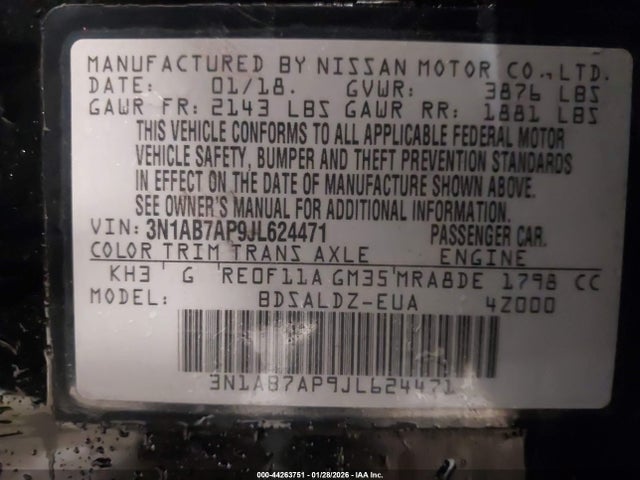 MANUFACTURED BY NISSAN MOTOR CO., LTD.
DATE: 01/18. GVWR: 3876 LBS
GAWR FR: 2143 LBS GAWR RR: 1881 LBS
THIS VEHICLE CONFORMS TO ALL APPLICABLE FEDERAL MOTOR
VEHICLE SAFETY, BUMPER AND THEFT PREVENTION STANDARDS
IN EFFECT ON THE DATE OF MANUFACTURE SHOWN ABOVE.
SEE OWNER'S MANUAL FOR ADDITIONAL INFORMATION.
VIN: 3N1AB7AP9JL624471 PASSENGER CAR.
COLOR TRIM TRANS AXLE ENGINE
KH3 G RE0F11A GM35 MRA8DE 1798 CC
MODEL: BDSALDZ-EUA 4Z000
3N1AB7AP9JL624471
000-44263751 | 01/28/2026 - IAA Inc.